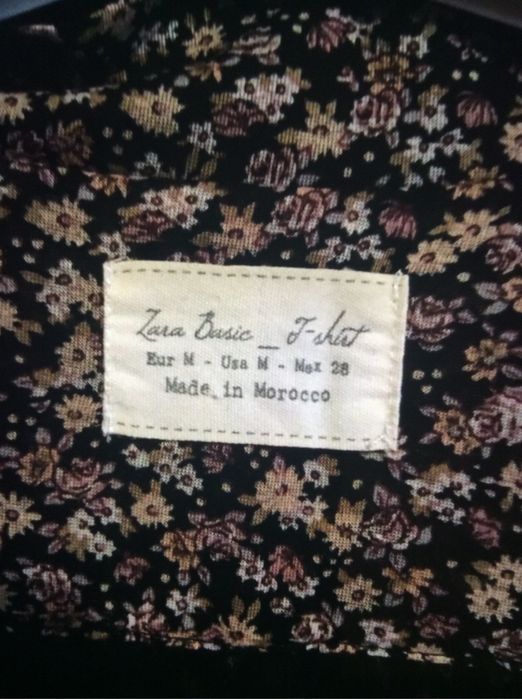 Zara Basic _ T-shirt
Eur M - Usa M - Mex 28
Made in Morocco